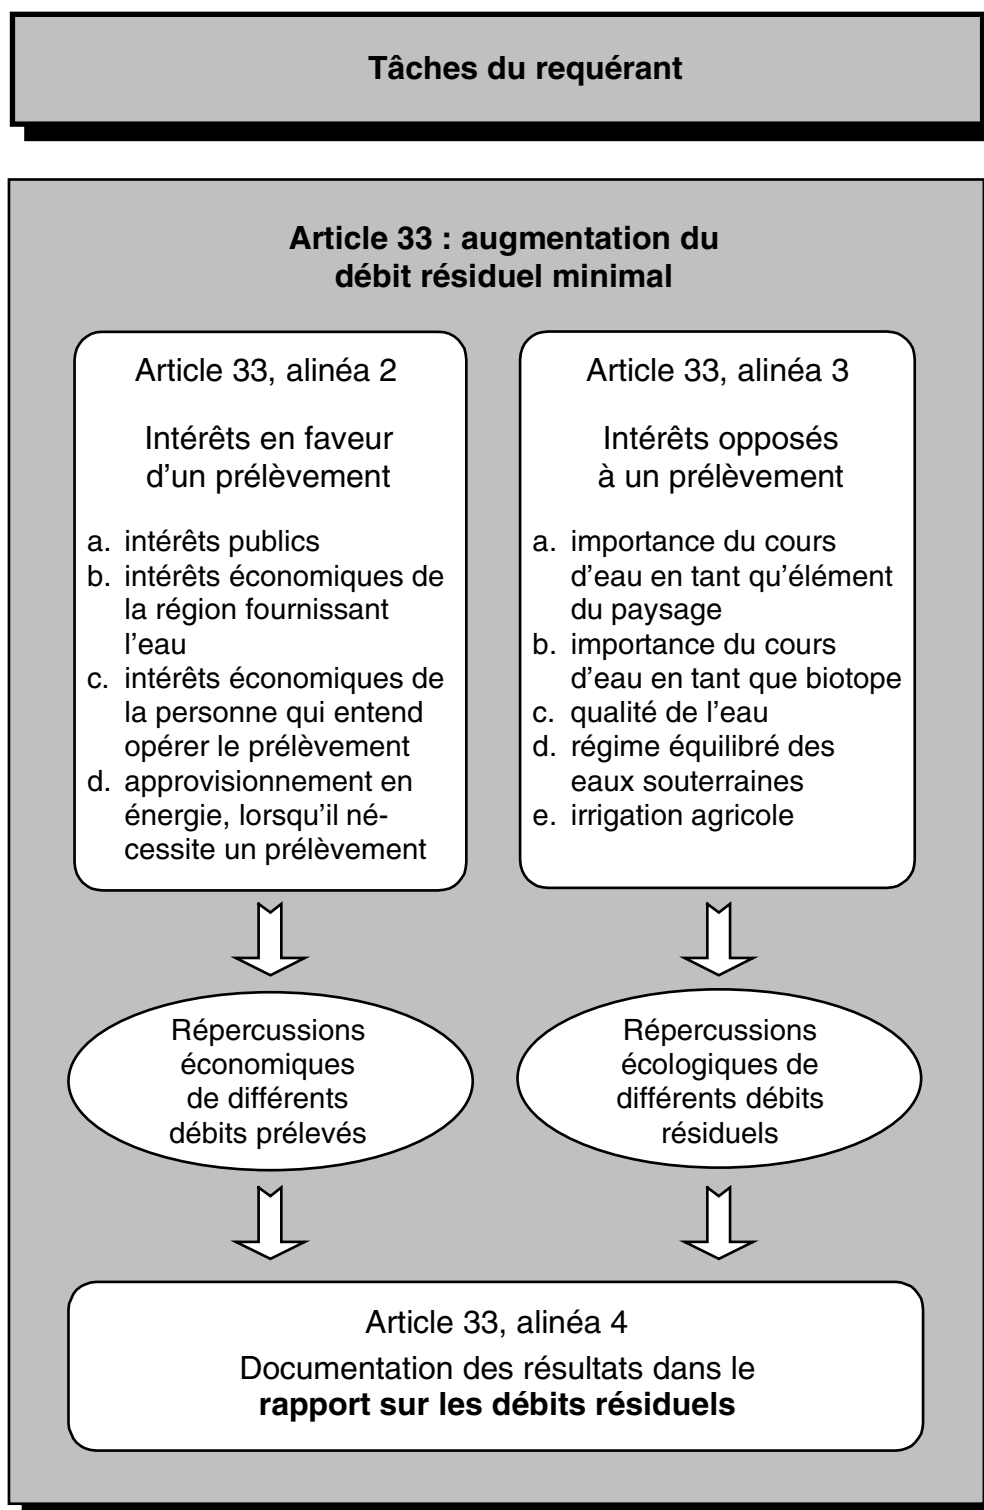 Tâches du requérant
Article 33 : augmentation du
débit résiduel minimal
Article 33, alinéa 2
Intérêts en faveur
d'un prélèvement
a. intérêts publics
b. intérêts économiques de
la région fournissant
l'eau
c. intérêts économiques de
la personne qui entend
opérer le prélèvement
d. approvisionnement en
énergie, lorsqu'il né-
cessite un prélèvement
Article 33, alinéa 3
Intérêts opposés
à un prélèvement
a. importance du cours
d'eau en tant qu'élément
du paysage
b. importance du cours
d'eau en tant que biotope
c. qualité de l'eau
d. régime équilibré des
eaux souterraines
e. irrigation agricole
Répercussions
économiques
de différents
débits prélevés
Répercussions
écologiques de
différents débits
résiduels
Article 33, alinéa 4
Documentation des résultats dans le
rapport sur les débits résiduels